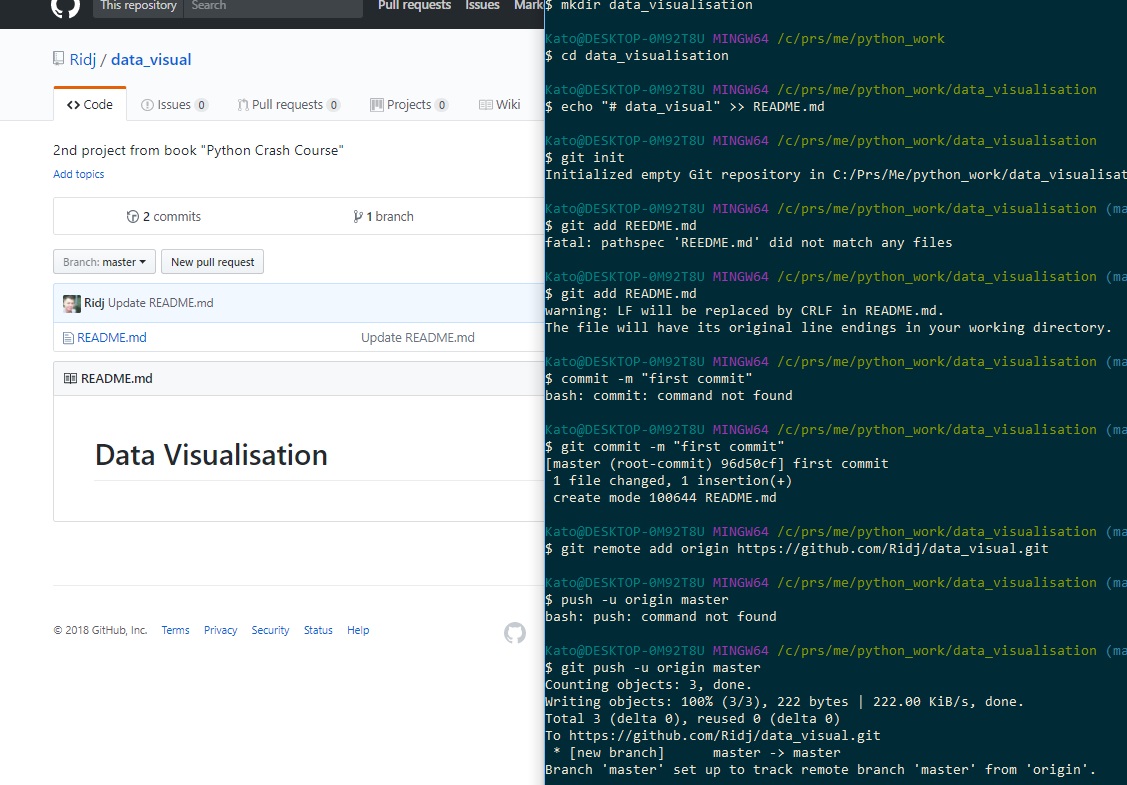 This repository Search Pull requests Issues Mark
Ridj / data_visual
<> Code Issues 0 Pull requests 0 Projects 0 Wiki
2nd project from book "Python Crash Course"
Add topics
2 commits 1 branch
Branch: master New pull request
Ridj Update README.md
README.md Update README.md
README.md
Data Visualisation
© 2018 GitHub, Inc. Terms Privacy Security Status Help
$ mkdir data_visualisation
Kato@DESKTOP-0M92T8U MINGW64 /c/prs/me/python_work
$ cd data_visualisation
Kato@DESKTOP-0M92T8U MINGW64 /c/prs/me/python_work/data_visualisation
$ echo "# data_visual" >> README.md
Kato@DESKTOP-0M92T8U MINGW64 /c/prs/me/python_work/data_visualisation
$ git init
Initialized empty Git repository in C:/Prs/Me/python_work/data_visualisat
Kato@DESKTOP-0M92T8U MINGW64 /c/prs/me/python_work/data_visualisation (ma
$ git add REEDME.md
fatal: pathspec 'REEDME.md' did not match any files
Kato@DESKTOP-0M92T8U MINGW64 /c/prs/me/python_work/data_visualisation (ma
$ git add README.md
warning: LF will be replaced by CRLF in README.md.
The file will have its original line endings in your working directory.
Kato@DESKTOP-0M92T8U MINGW64 /c/prs/me/python_work/data_visualisation (ma
$ commit -m "first commit"
bash: commit: command not found
Kato@DESKTOP-0M92T8U MINGW64 /c/prs/me/python_work/data_visualisation (ma
$ git commit -m "first commit"
[master (root-commit) 96d50cf] first commit
1 file changed, 1 insertion(+)
create mode 100644 README.md
Kato@DESKTOP-0M92T8U MINGW64 /c/prs/me/python_work/data_visualisation (ma
$ git remote add origin https://github.com/Ridj/data_visual.git
Kato@DESKTOP-0M92T8U MINGW64 /c/prs/me/python_work/data_visualisation (ma
$ push -u origin master
bash: push: command not found
Kato@DESKTOP-0M92T8U MINGW64 /c/prs/me/python_work/data_visualisation (ma
$ git push -u origin master
Counting objects: 3, done.
Writing objects: 100% (3/3), 222 bytes | 222.00 KiB/s, done.
Total 3 (delta 0), reused 0 (delta 0)
To https://github.com/Ridj/data_visual.git
* [new branch] master -> master
Branch 'master' set up to track remote branch 'master' from 'origin'.